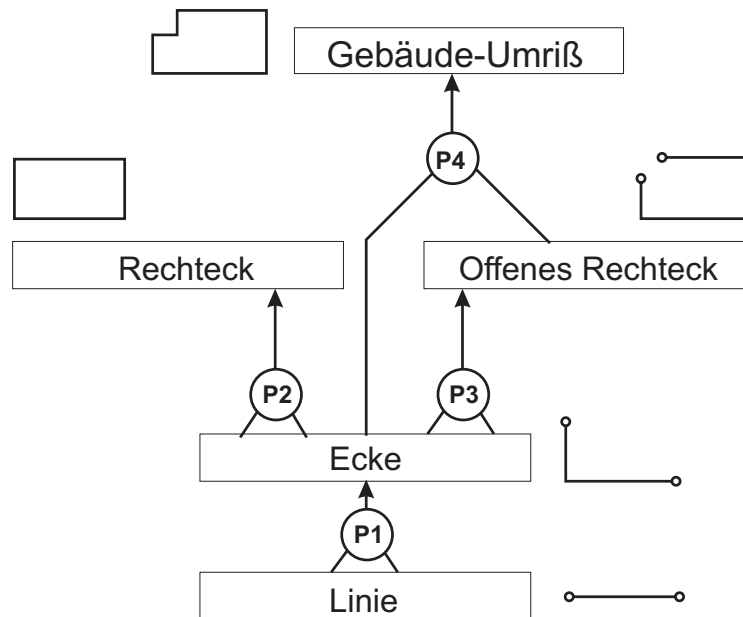 Gebäude-Umriß
P4
Rechteck
Offenes Rechteck
P2
P3
Ecke
P1
Linie